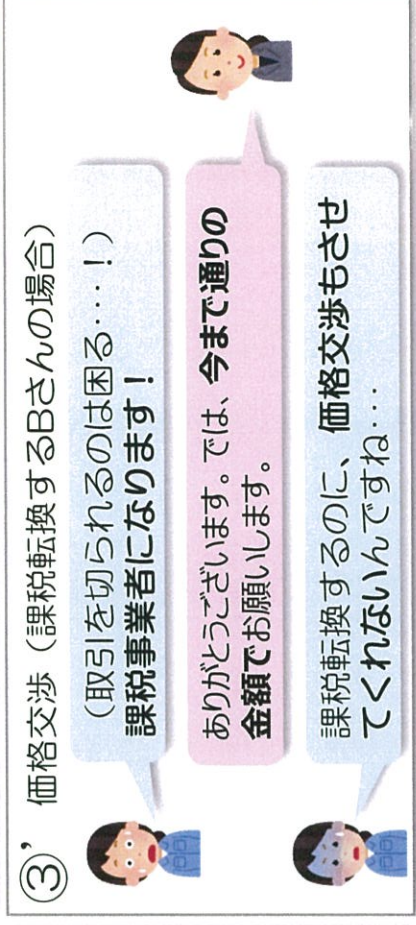 ③’ 価格交渉（課税転換するBさんの場合）
（取引を切られるのは困る････！）
課税事業者になります！
ありがとうございます。では、今まで通りの
金額でお願いします。
課税転換するのに、価格交渉もさせ
てくれないんですね･･･